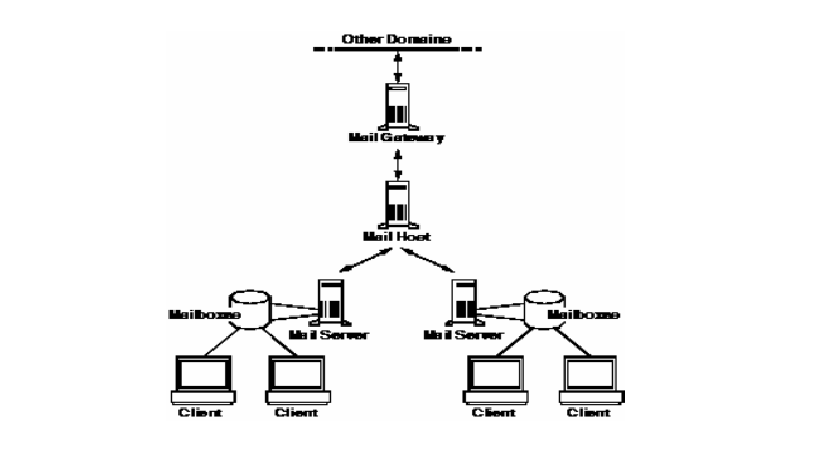 Other Domains
Mail Gateway
Mail Host
Mailboxes
Mail Server
Mail Server
Mailboxes
Client
Client
Client
Client